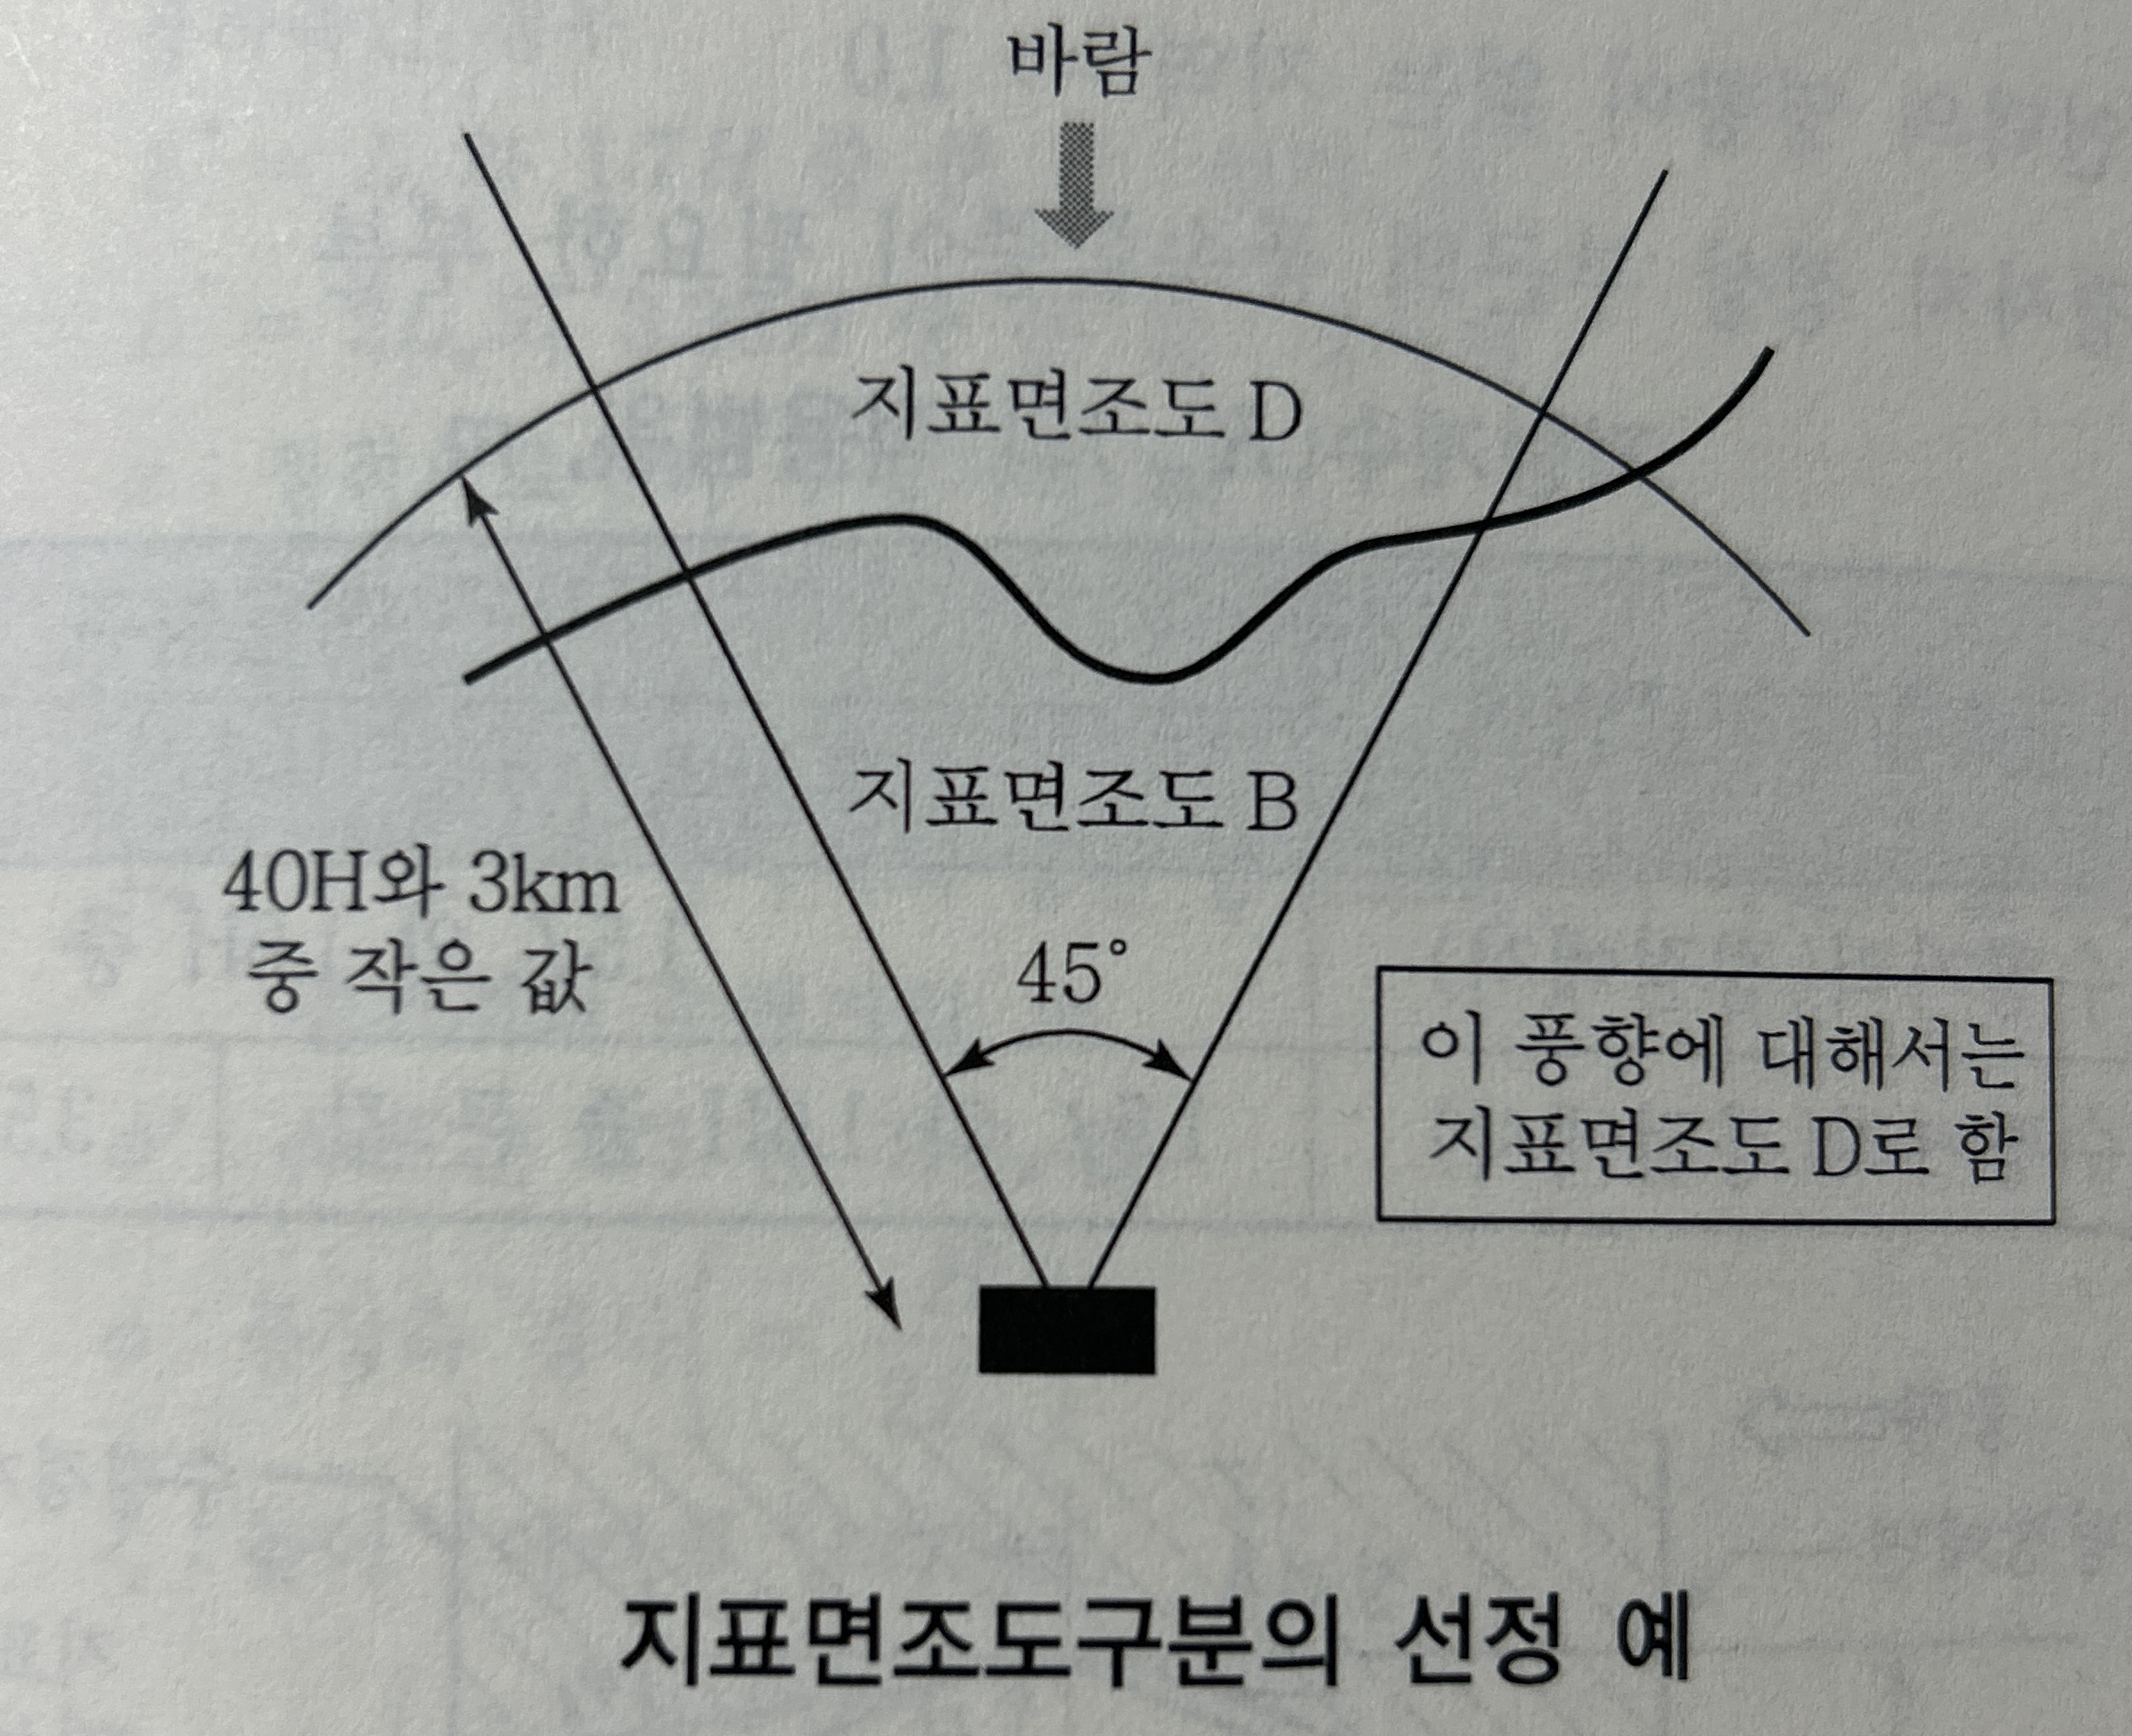 바람
지표면조도 D
지표면조도 B
40H와 3km
중 작은 값
45°
이 풍향에 대해서는
지표면조도 D로 함
지표면조도구분의 선정 예